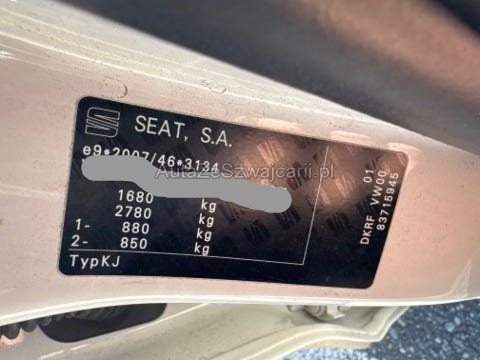 SEAT, S.A.
e9*2007/46*3134
AutazeSzwajcarii.pl
1680 kg
2780 kg
1- 880 kg
2- 850 kg
TypKJ
DKRF VW00 01
83715945